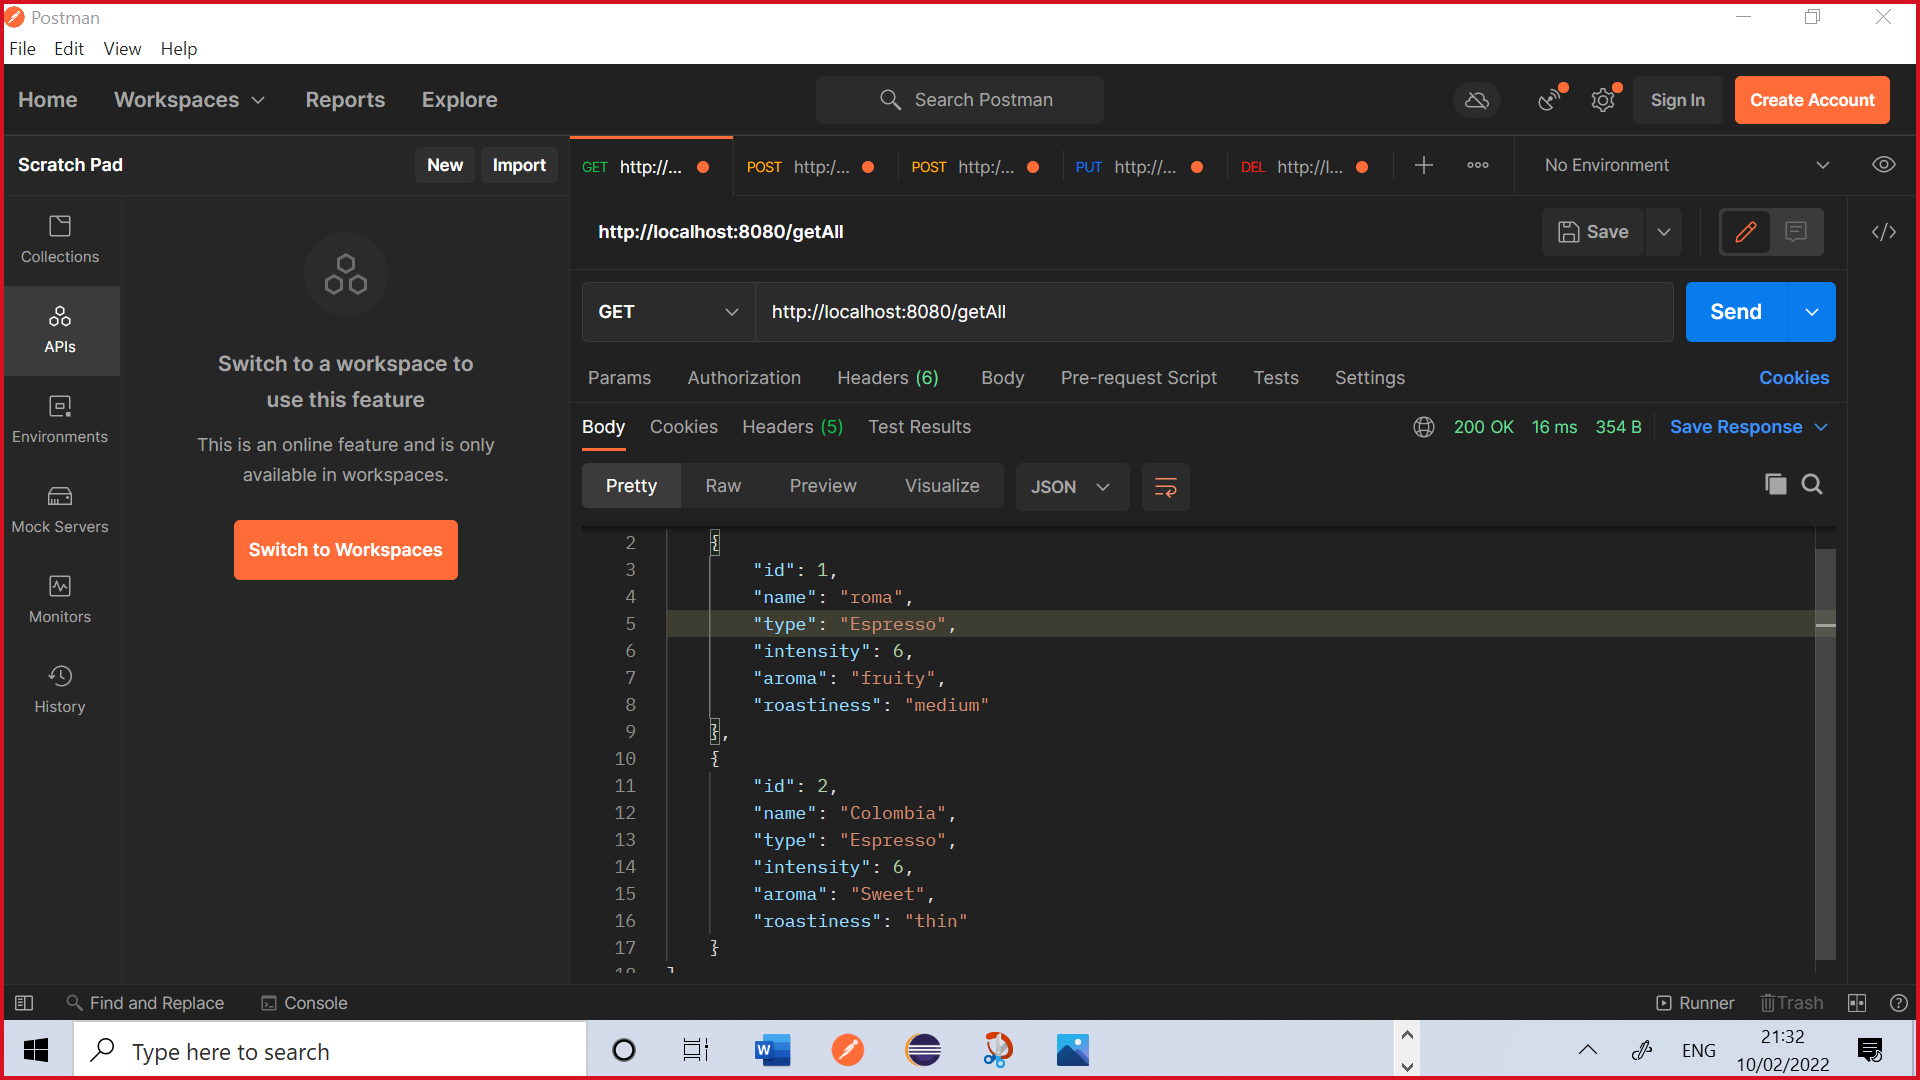 Postman
File Edit View Help
Home Workspaces Reports Explore Search Postman Sign In Create Account
Scratch Pad New Import
GET http://... POST http:/... POST http:/... PUT http://... DEL http://l... No Environment
Collections
APIs
Environments
Mock Servers
Monitors
History
Switch to a workspace to
use this feature
This is an online feature and is only
available in workspaces.
Switch to Workspaces
http://localhost:8080/getAll
Save
GET http://localhost:8080/getAll Send
Params Authorization Headers (6) Body Pre-request Script Tests Settings Cookies
Body Cookies Headers (5) Test Results 200 OK 16 ms 354 B Save Response
Pretty Raw Preview Visualize JSON
2 {
3 "id": 1,
4 "name": "roma",
5 "type": "Espresso",
6 "intensity": 6,
7 "aroma": "fruity",
8 "roastiness": "medium"
9 },
10 {
11 "id": 2,
12 "name": "Colombia",
13 "type": "Espresso",
14 "intensity": 6,
15 "aroma": "Sweet",
16 "roastiness": "thin"
17 }
18 ]
Find and Replace Console Runner Trash
Type here to search
ENG
21:32
10/02/2022